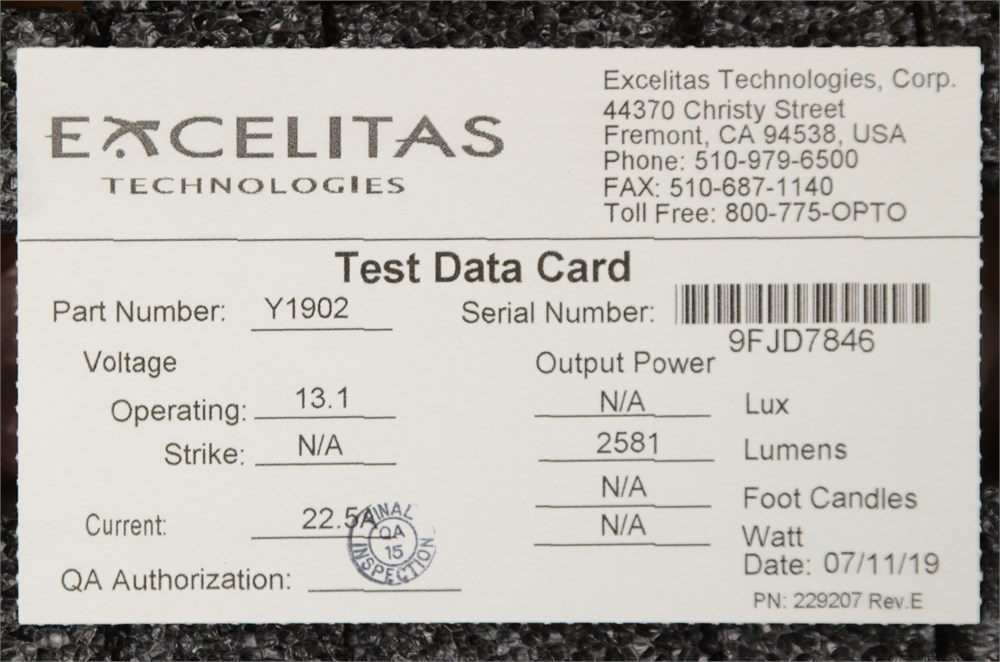 EXCELITAS
TECHNOLOGIES
Excelitas Technologies, Corp.
44370 Christy Street
Fremont, CA 94538, USA
Phone: 510-979-6500
FAX: 510-687-1140
Toll Free: 800-775-OPTO
Test Data Card
Part Number: Y1902
Serial Number:
9FJD7846
Voltage
Operating: 13.1
Strike: N/A
Current: 22.5A
QA Authorization:
FINAL
QA
15
INSPECTION
Output Power
N/A Lux
2581 Lumens
N/A Foot Candles
N/A Watt
Date: 07/11/19
PN: 229207 Rev.E